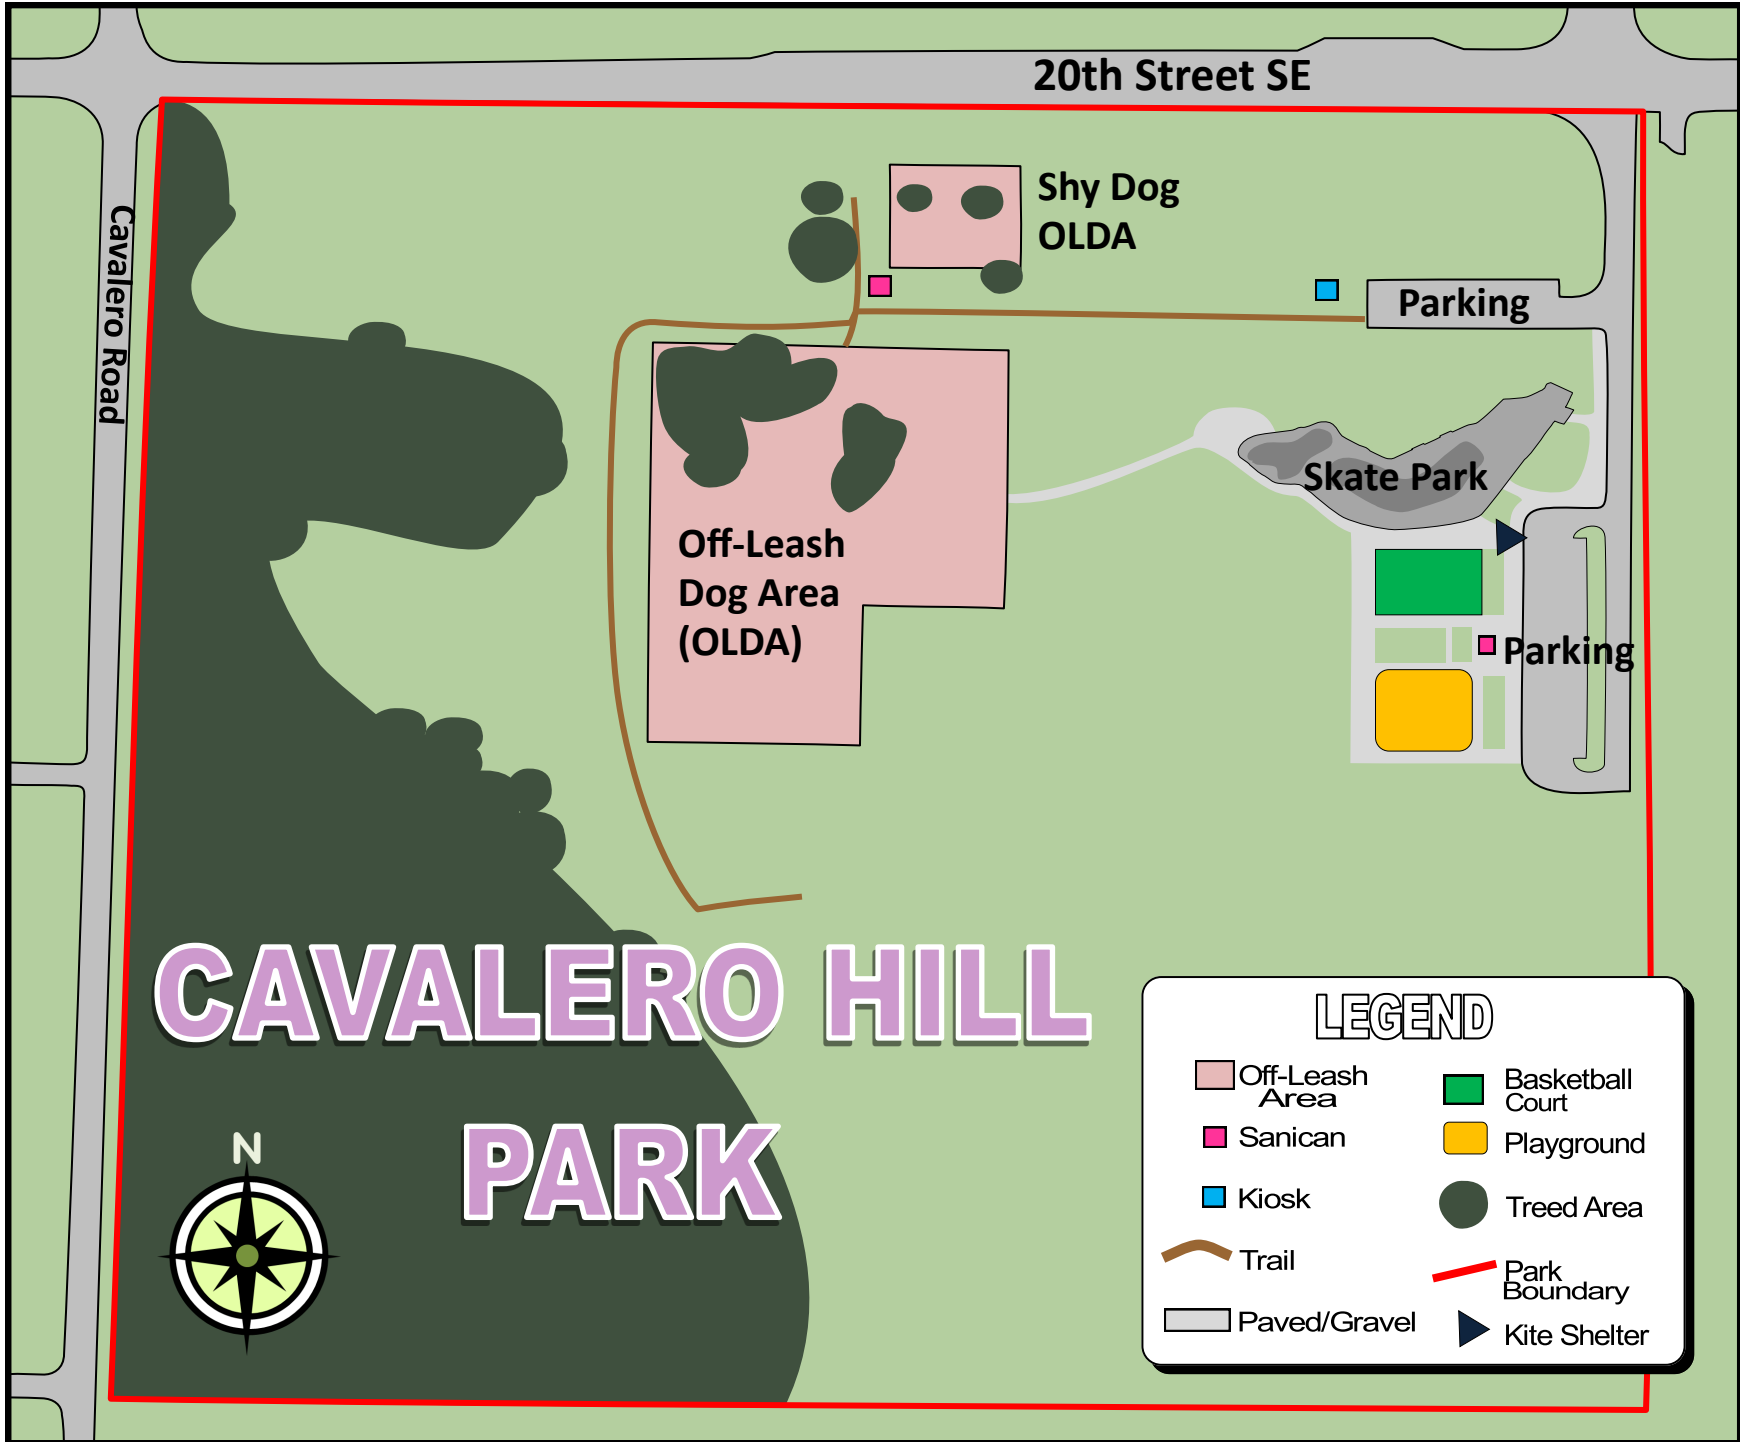 20th Street SE
Cavalero Road
Shy Dog
OLDA
Parking
Skate Park
Off-Leash
Dog Area
(OLDA)
Parking
CAVALERO HILL
PARK
N
LEGEND
Off-Leash
Area
Sanican
Kiosk
Trail
Paved/Gravel
Basketball
Court
Playground
Treed Area
Park
Boundary
Kite Shelter